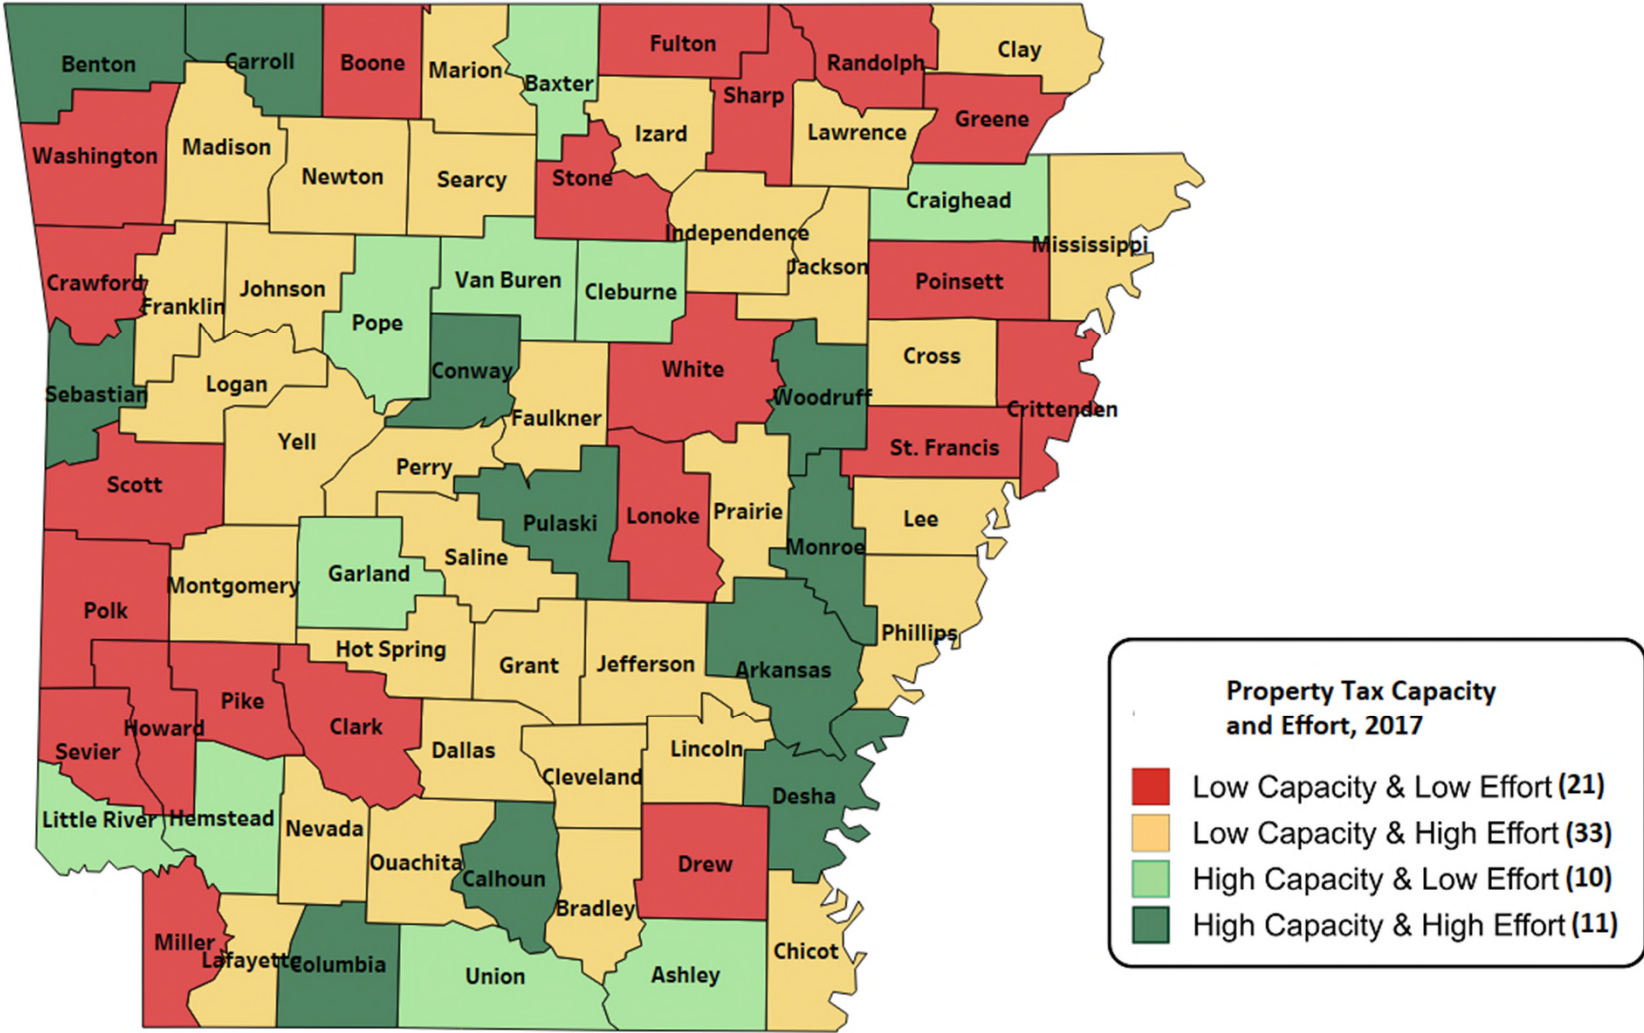 Benton
Carroll
Boone
Marion
Baxter
Fulton
Sharp
Randolph
Clay
Washington
Madison
Newton
Searcy
Stone
Izard
Lawrence
Greene
Craighead
Mississippi
Crawford
Franklin
Johnson
Pope
Van Buren
Cleburne
Independence
Jackson
Poinsett
Sebastian
Logan
Conway
Faulkner
White
Woodruff
Cross
Crittenden
Scott
Yell
Perry
Pulaski
Lonoke
Prairie
Monroe
St. Francis
Lee
Polk
Montgomery
Garland
Saline
Hot Spring
Grant
Jefferson
Arkansas
Phillips
Sevier
Howard
Pike
Clark
Dallas
Cleveland
Lincoln
Desha
Little River
Hemstead
Nevada
Ouachita
Calhoun
Bradley
Drew
Miller
Lafayette
Columbia
Union
Ashley
Chicot
Property Tax Capacity
and Effort, 2017
Low Capacity & Low Effort (21)
Low Capacity & High Effort (33)
High Capacity & Low Effort (10)
High Capacity & High Effort (11)